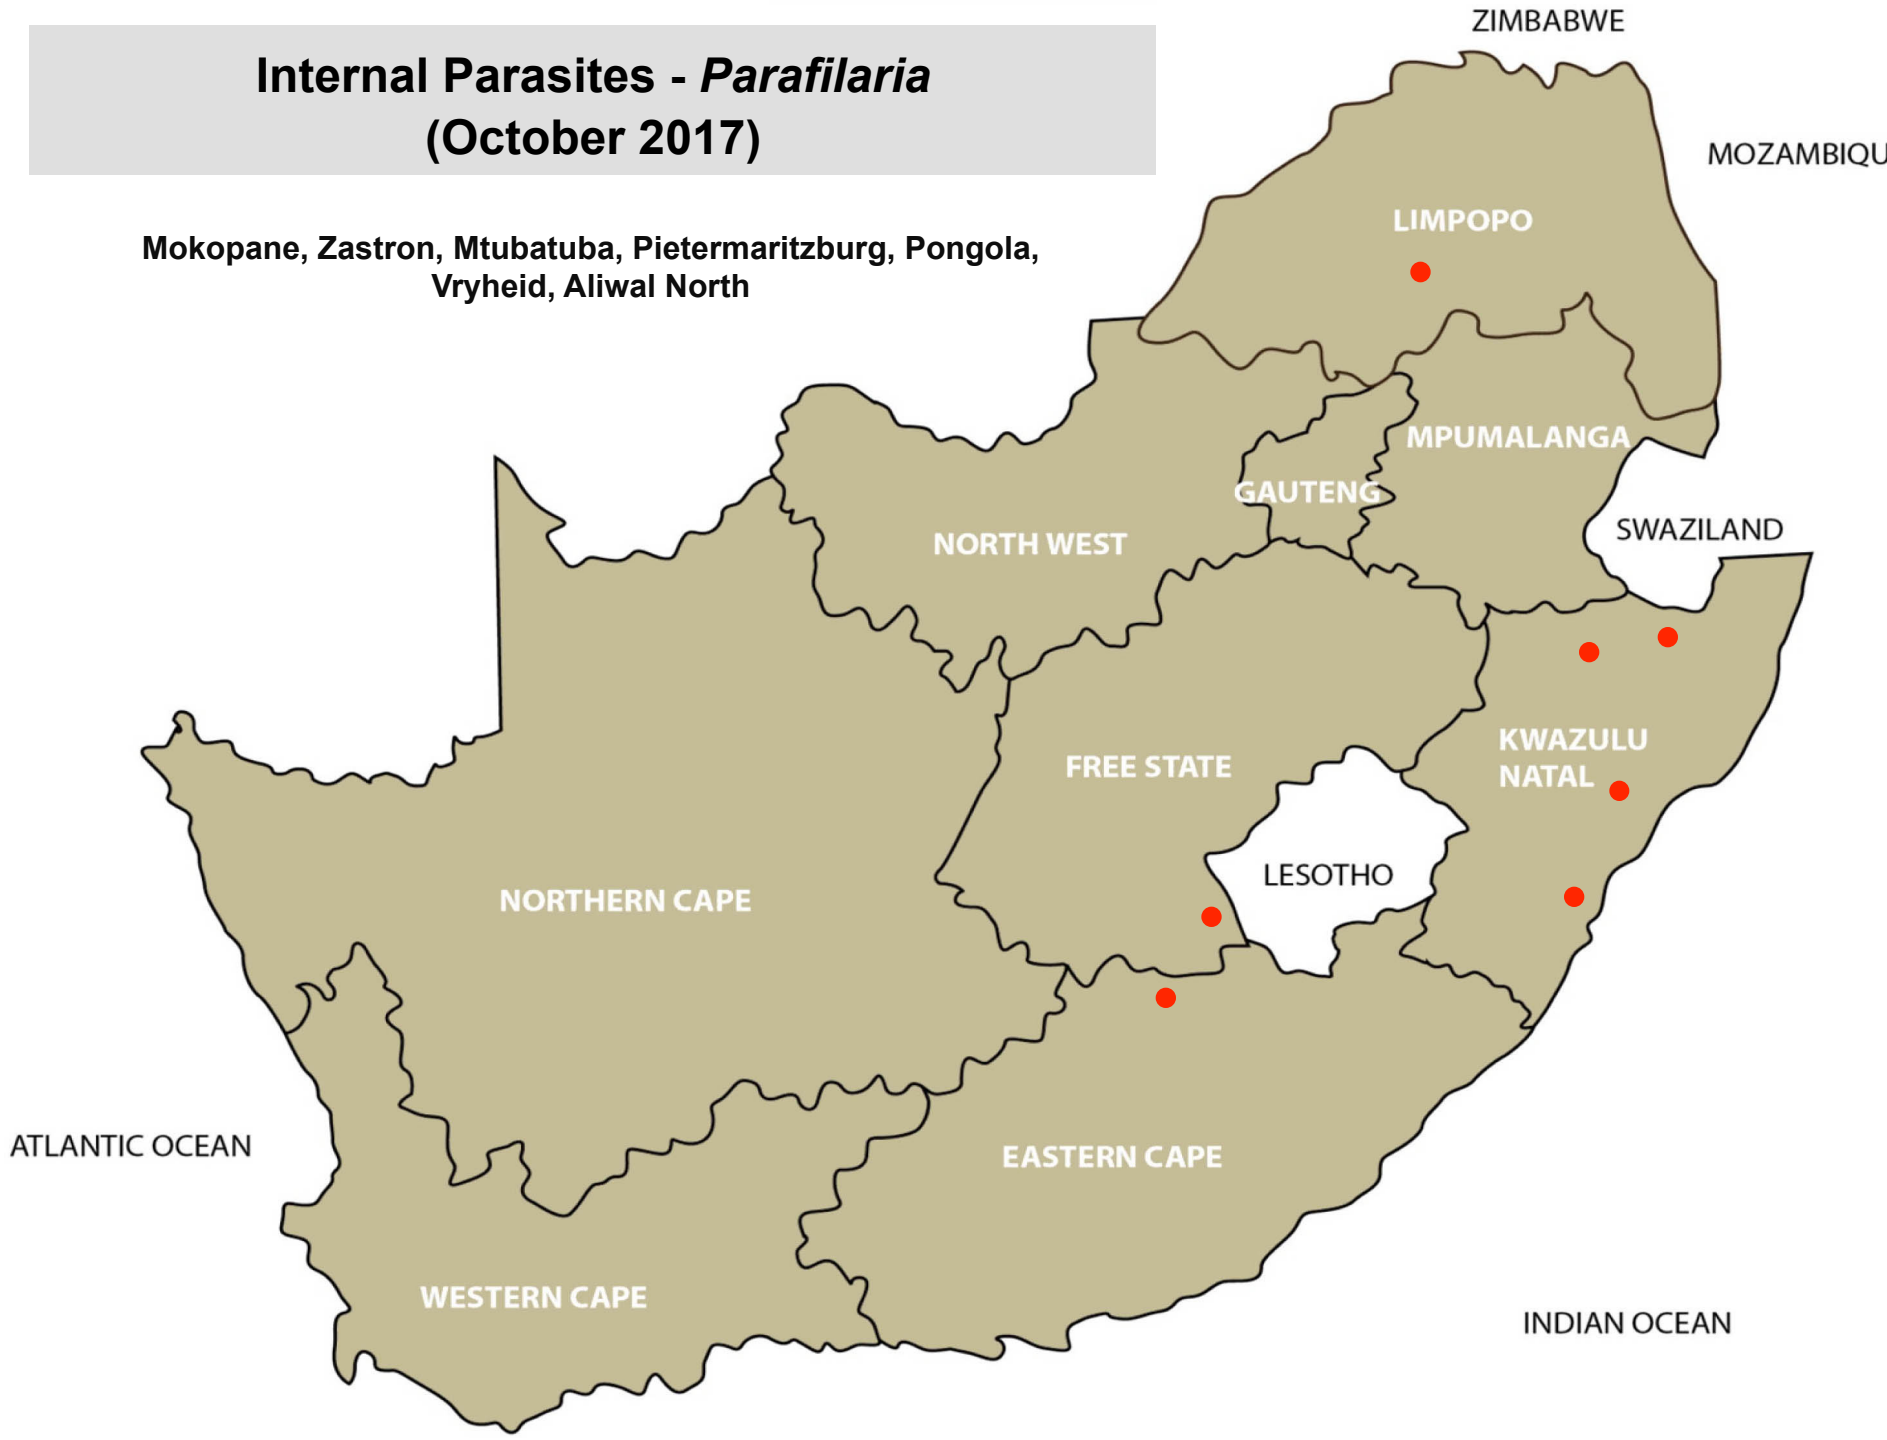 Internal Parasites - Parafilaria
(October 2017)
Mokopane, Zastron, Mtubatuba, Pietermaritzburg, Pongola,
Vryheid, Aliwal North
ZIMBABWE
MOZAMBIQU
LIMPOPO
MPUMALANGA
GAUTENG
SWAZILAND
NORTH WEST
KWAZULU
NATAL
FREE STATE
LESOTHO
NORTHERN CAPE
ATLANTIC OCEAN
EASTERN CAPE
WESTERN CAPE
INDIAN OCEAN